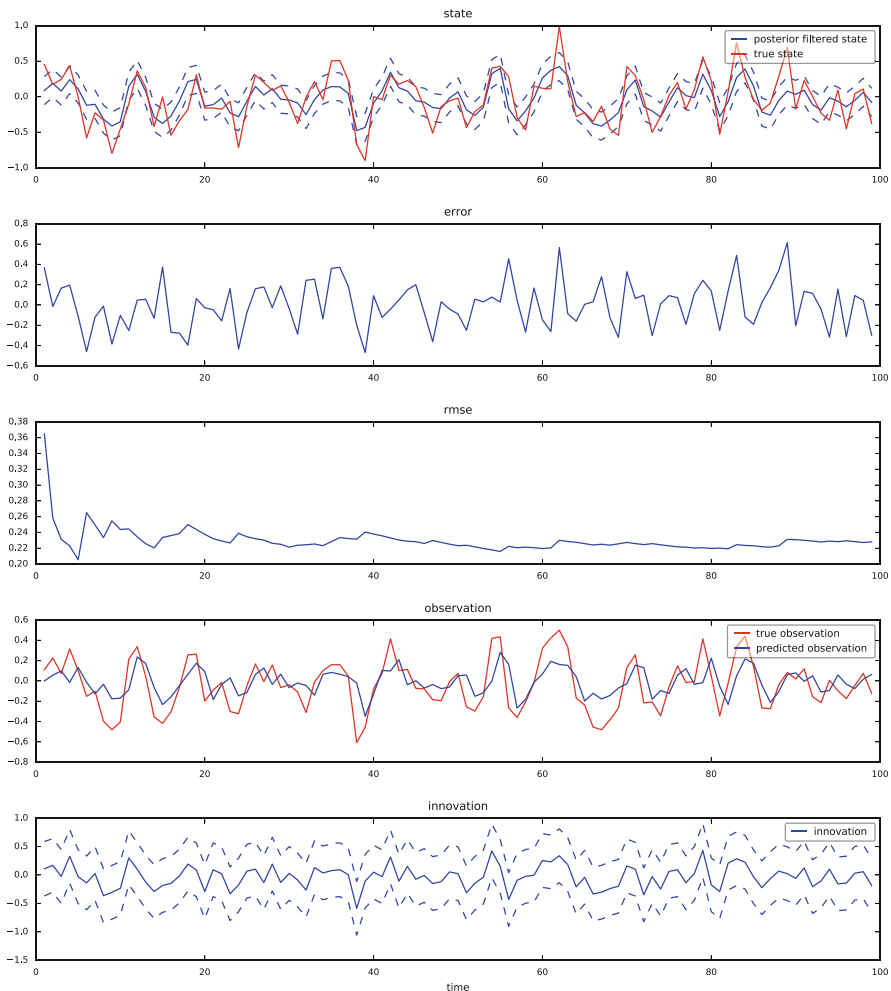 state
1.0
0.5
0.0
−0.5
−1.0
posterior filtered state
true state
0 20 40 60 80 100
error
0.8
0.6
0.4
0.2
0.0
−0.2
−0.4
−0.6
0 20 40 60 80 100
rmse
0.38
0.36
0.34
0.32
0.30
0.28
0.26
0.24
0.22
0.20
0 20 40 60 80 100
observation
0.6
0.4
0.2
0.0
−0.2
−0.4
−0.6
−0.8
true observation
predicted observation
0 20 40 60 80 100
innovation
1.0
0.5
0.0
−0.5
−1.0
−1.5
innovation
0 20 40 60 80 100
time